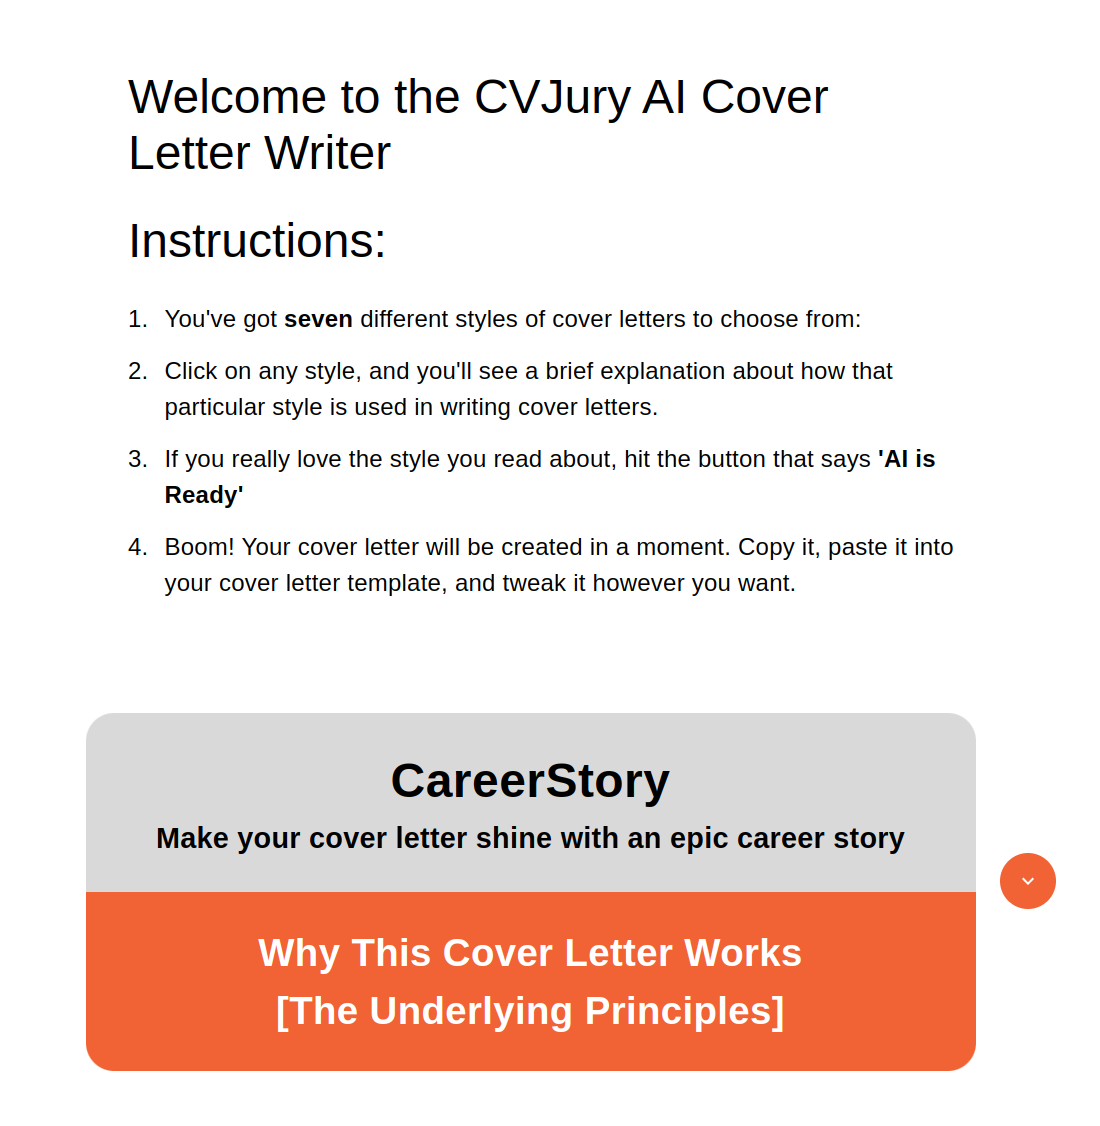 Welcome to the CVJury AI Cover
Letter Writer
Instructions:
1. You've got seven different styles of cover letters to choose from:
2. Click on any style, and you'll see a brief explanation about how that
particular style is used in writing cover letters.
3. If you really love the style you read about, hit the button that says 'AI is
Ready'
4. Boom! Your cover letter will be created in a moment. Copy it, paste it into
your cover letter template, and tweak it however you want.
CareerStory
Make your cover letter shine with an epic career story
Why This Cover Letter Works
[The Underlying Principles]